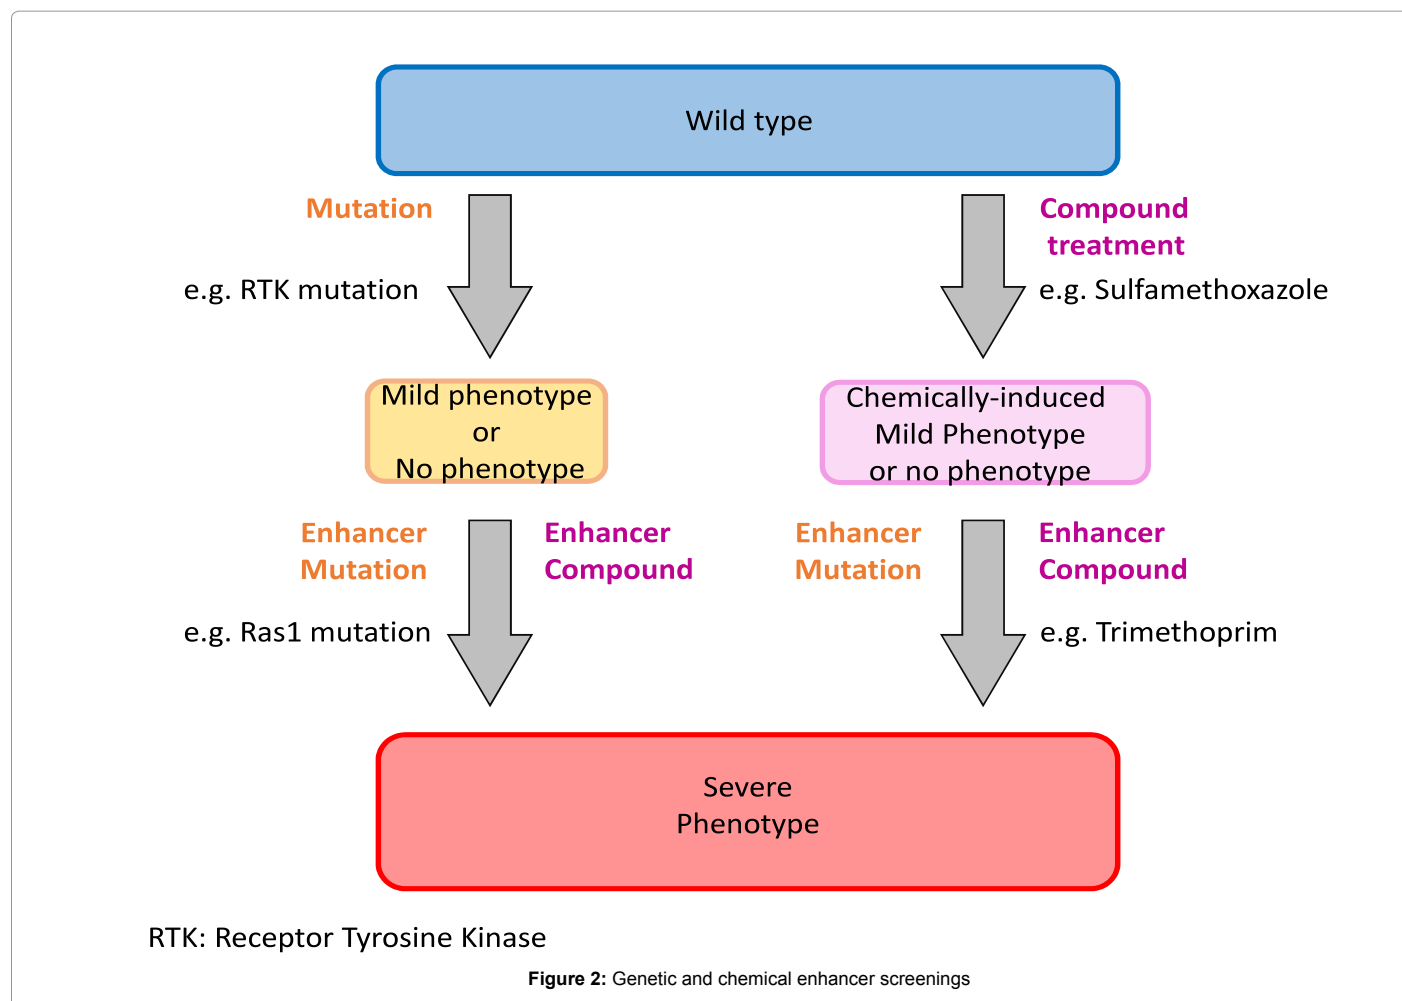 Wild type
Mutation
e.g. RTK mutation
Compound
treatment
e.g. Sulfamethoxazole
Mild phenotype
or
No phenotype
Chemically-induced
Mild Phenotype
or no phenotype
Enhancer
Mutation
e.g. Ras1 mutation
Enhancer
Compound
Enhancer
Mutation
Enhancer
Compound
e.g. Trimethoprim
Severe
Phenotype
RTK: Receptor Tyrosine Kinase
Figure 2: Genetic and chemical enhancer screenings